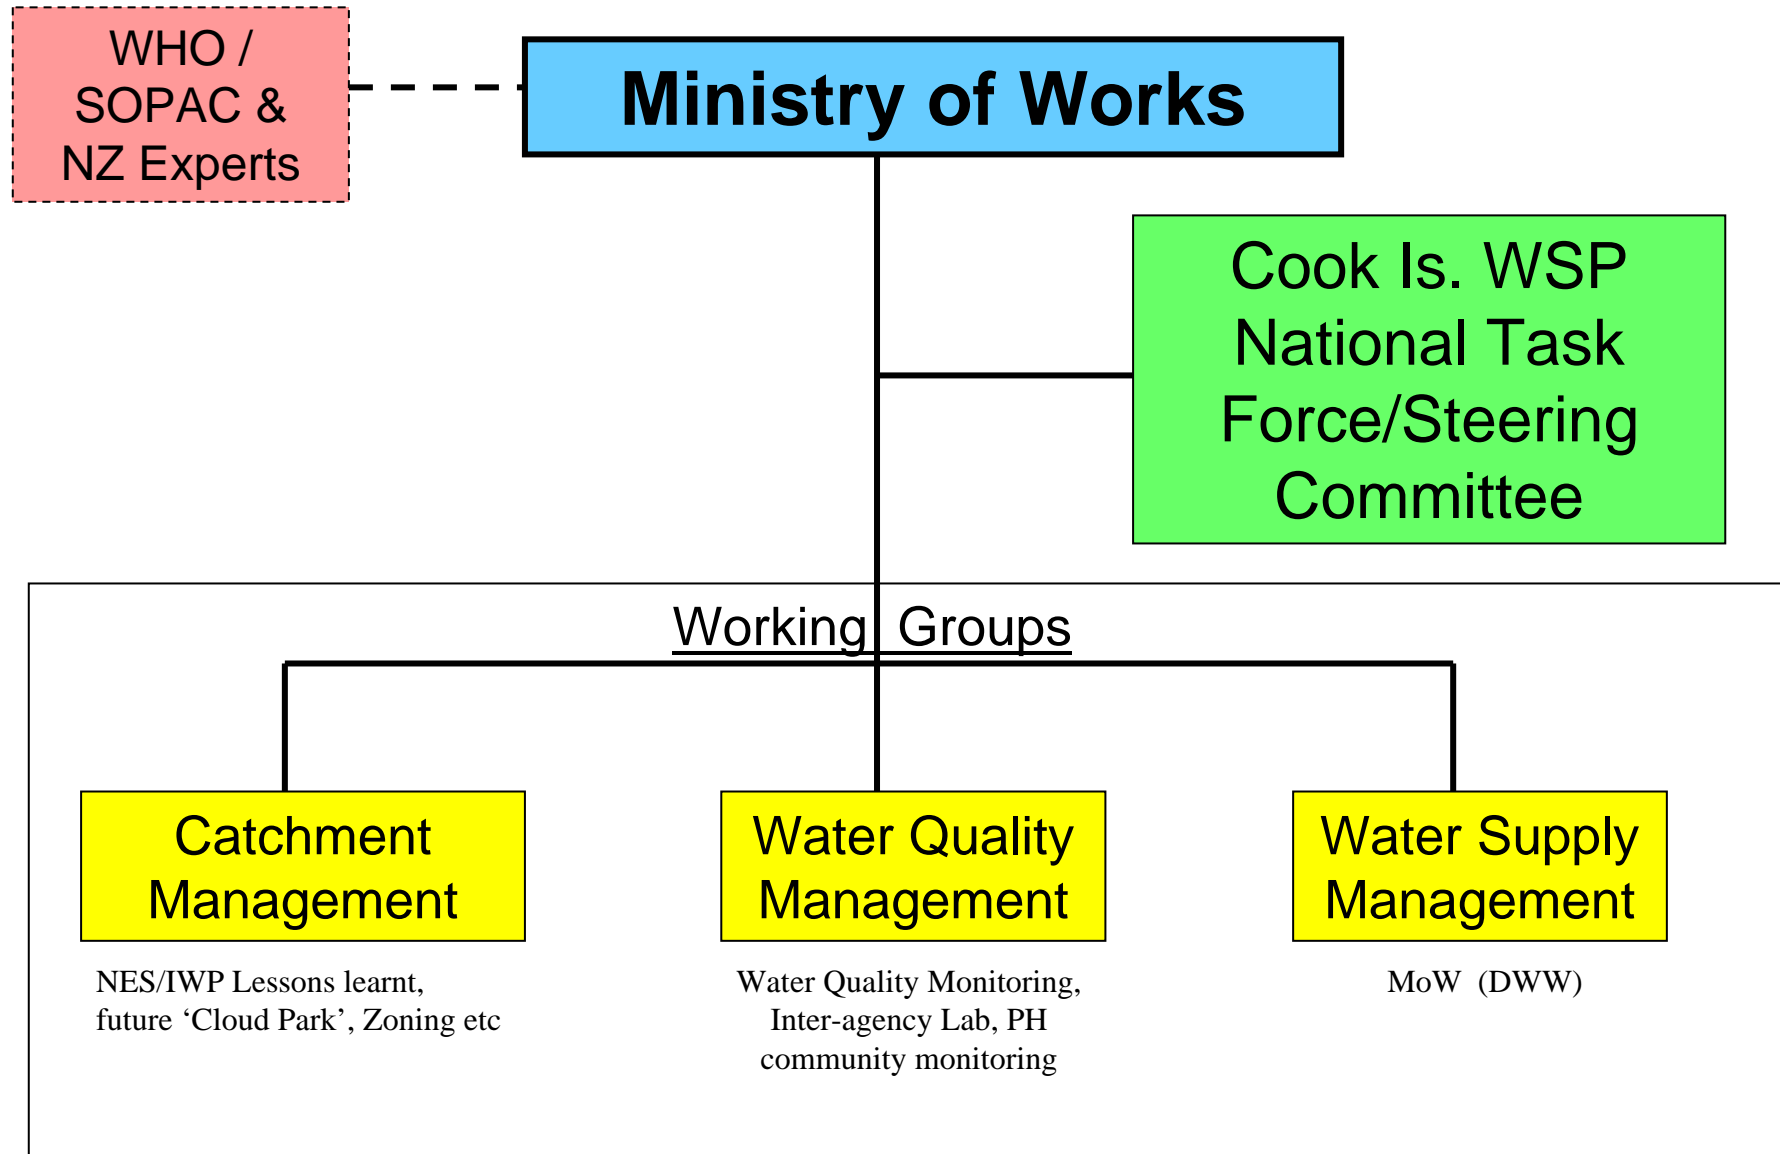 WHO /
SOPAC &
NZ Experts
Ministry of Works
Cook Is. WSP
National Task
Force/Steering
Committee
Working Groups
Catchment
Management
NES/IWP Lessons learnt,
future ‘Cloud Park’, Zoning etc
Water Quality
Management
Water Quality Monitoring,
Inter-agency Lab, PH
community monitoring
Water Supply
Management
MoW (DWW)